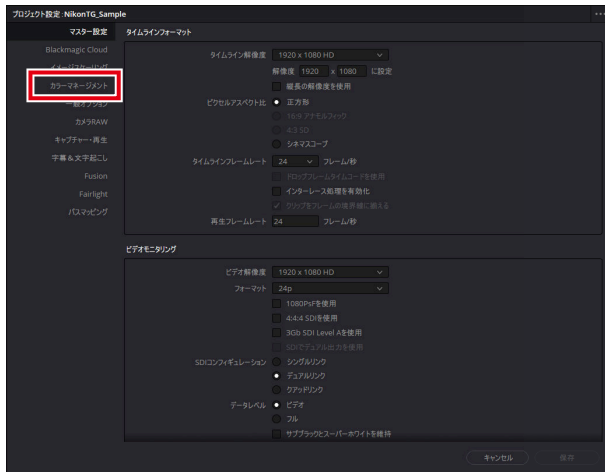 プロジェクト設定: NikonTG_Sample
マスター設定
Blackmagic Cloud
イメージスケーリング
カラーマネージメント
一般オプション
カメラRAW
キャプチャー・再生
字幕＆文字起こし
Fusion
Fairlight
パスマッピング
タイムラインフォーマット
タイムライン解像度 1920 x 1080 HD
解像度 1920 x 1080 に設定
縦長の解像度を使用
ピクセルアスペクト比 正方形
16:9 アナモルフィック
4:3 SD
シネマスコープ
タイムラインフレームレート 24 フレーム/秒
ドロップフレームタイムコードを使用
インターレース処理を有効化
クリップをフレームの境界線に揃える
再生フレームレート 24 フレーム/秒
ビデオモニタリング
ビデオ解像度 1920 x 1080 HD
フォーマット 24p
1080PsFを使用
4:4:4 SDIを使用
3Gb SDI Level Aを使用
SDIでデュアル出力を使用
SDIコンフィギュレーション シングルリンク
デュアルリンク
クアッドリンク
データレベル ビデオ
フル
サブブラックとスーパーホワイトを維持
キャンセル 保存